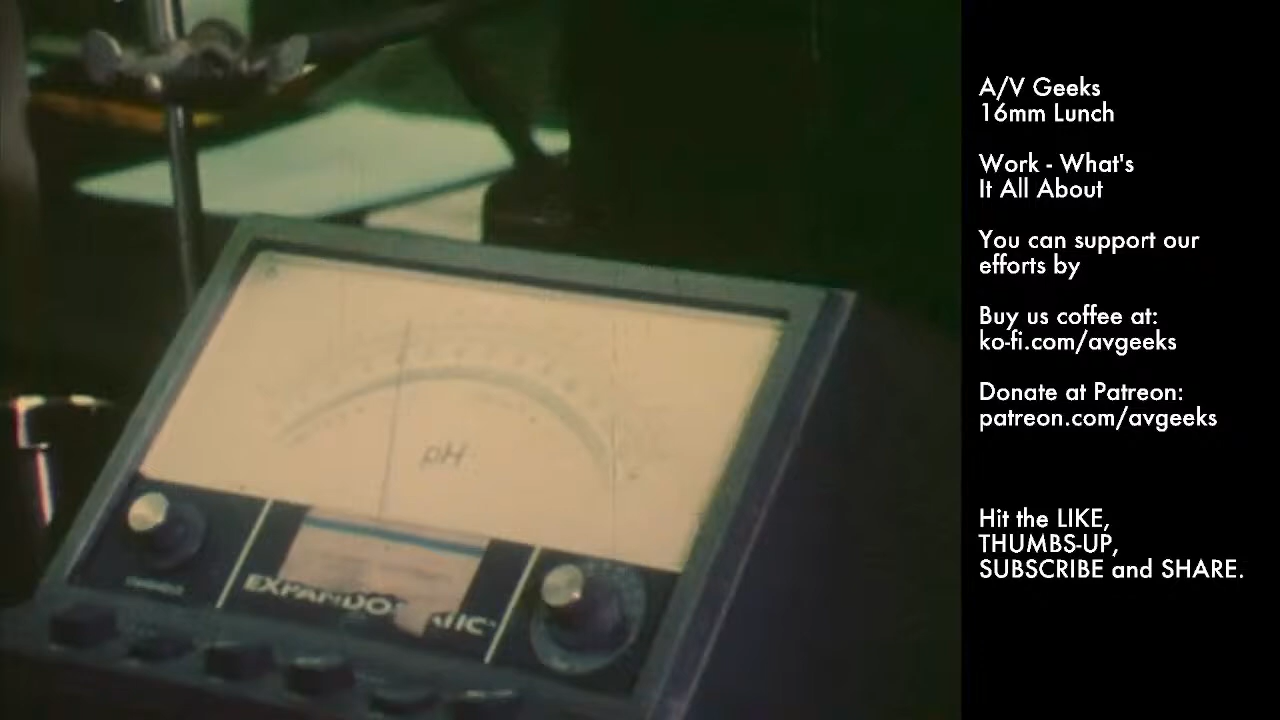 A/V Geeks
16mm Lunch
Work - What's
It All About
You can support our
efforts by
Buy us coffee at:
ko-fi.com/avgeeks
Donate at Patreon:
patreon.com/avgeeks
Hit the LIKE,
THUMBS-UP,
SUBSCRIBE and SHARE.
pH